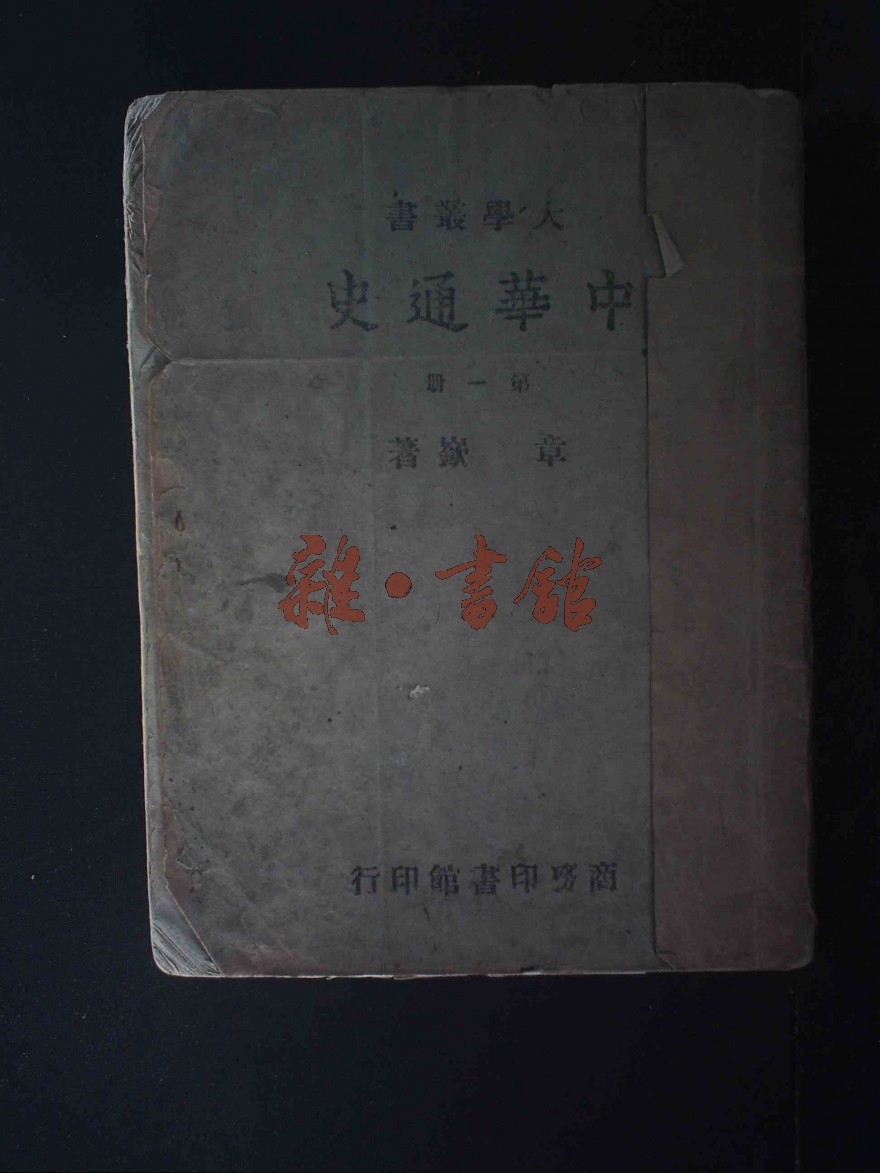 大學叢書
中華通史
第一册
章嶔著
雜·書館
商務印書館印行